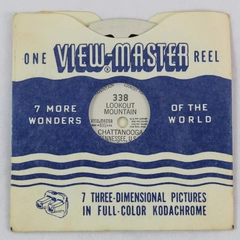 ONE VIEW-MASTER REEL
7 MORE
WONDERS
OF THE
WORLD
338
LOOKOUT
MOUNTAIN
CHATTANOOGA
TENNESSEE, U.S.A.
7 THREE-DIMENSIONAL PICTURES
IN FULL-COLOR KODACHROME